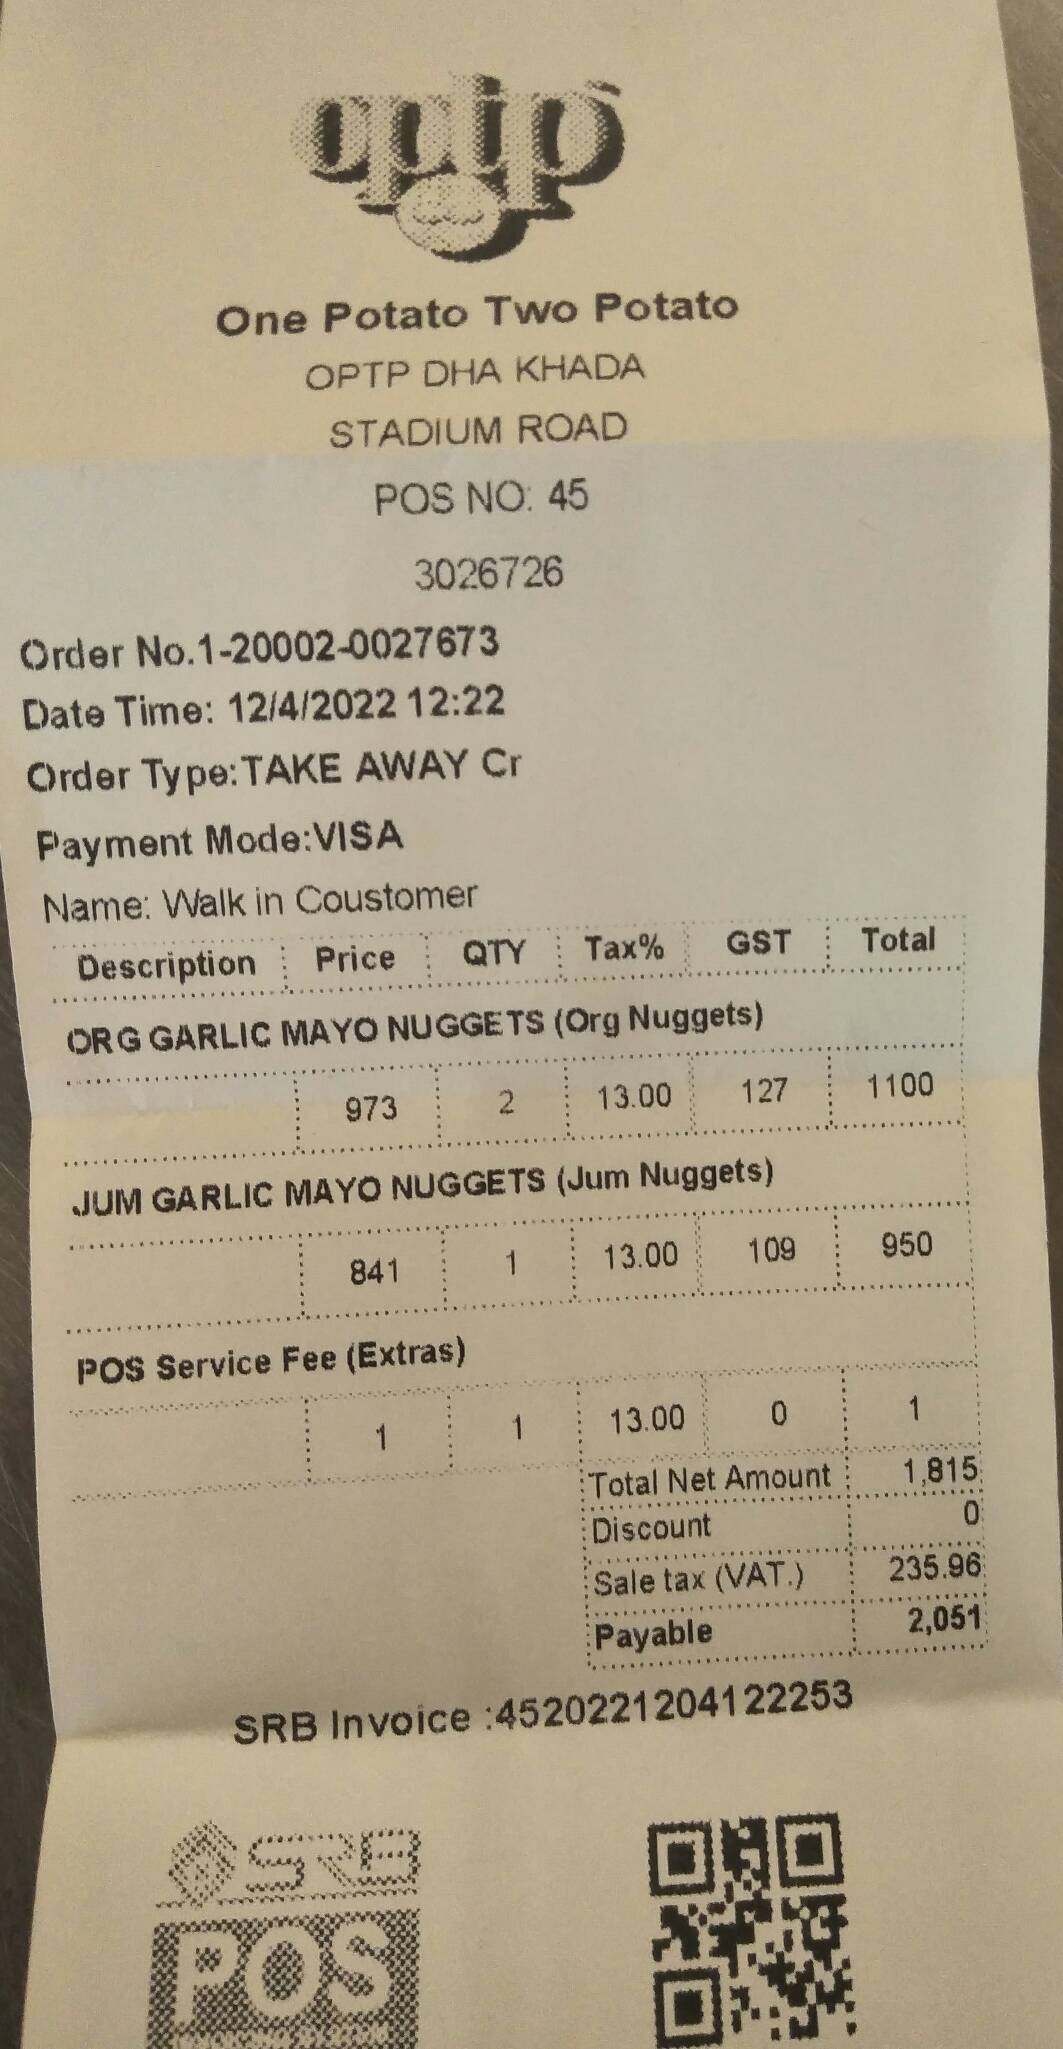 optp
One Potato Two Potato
OPTP DHA KHADA
STADIUM ROAD
POS NO: 45
3026726
Order No.1-20002-0027673
Date Time: 12/4/2022 12:22
Order Type:TAKE AWAY Cr
Payment Mode:VISA
Name: Walk in Coustomer
Description Price QTY Tax% GST Total
ORG GARLIC MAYO NUGGETS (Org Nuggets)
973 2 13.00 127 1100
JUM GARLIC MAYO NUGGETS (Jum Nuggets)
841 1 13.00 109 950
POS Service Fee (Extras)
1 1 13.00 0 1
Total Net Amount 1,815
Discount 0
Sale tax (VAT.) 235.96
Payable 2,051
SRB Invoice :4520221204122253
SRB
POS